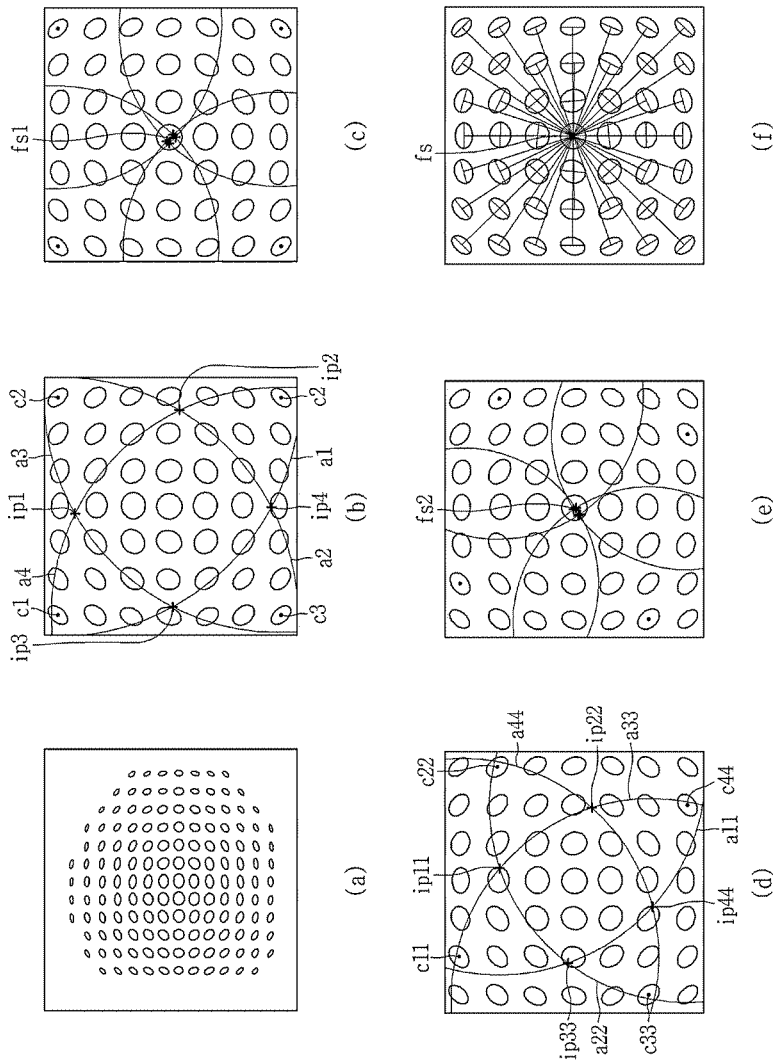 fs1
(c)
fs
(f)
c2
a3
ip1
a4
c1
ip3
ip2
c2
a1
ip4
a2
c3
(b)
fs2
(e)
(a)
c22
a44
ip22
a33
c44
a11
ip11
c11
ip44
ip33
a22
c33
(d)